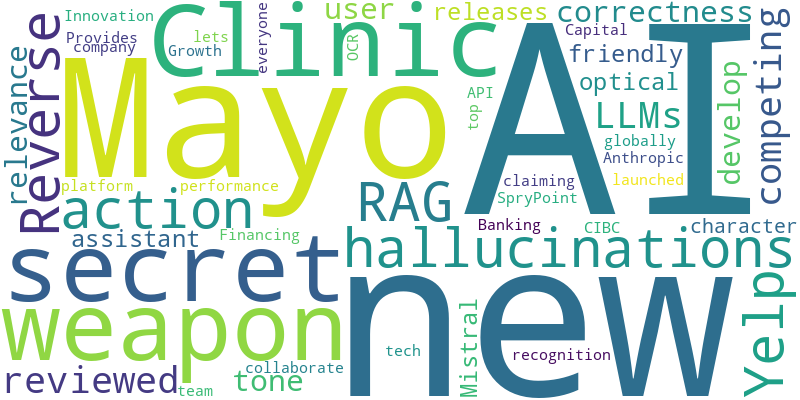 Innovation
Provides
company
Growth
lets
everyone
OCR
user
releases
correctness
Capital
friendly
Clinic
Mayo
AI
Reverse
relevance
optical
API
top
LLMs
develop
competing
globally
Anthropic
claiming
launched
platform
performance
SpryPoint
RAG
action
assistant
Financing
Banking
CIBC
character
hallucinations
secret
new
weapon
Mistral
Yelp
tech
recognition
collaborate
reviewed
team
tone